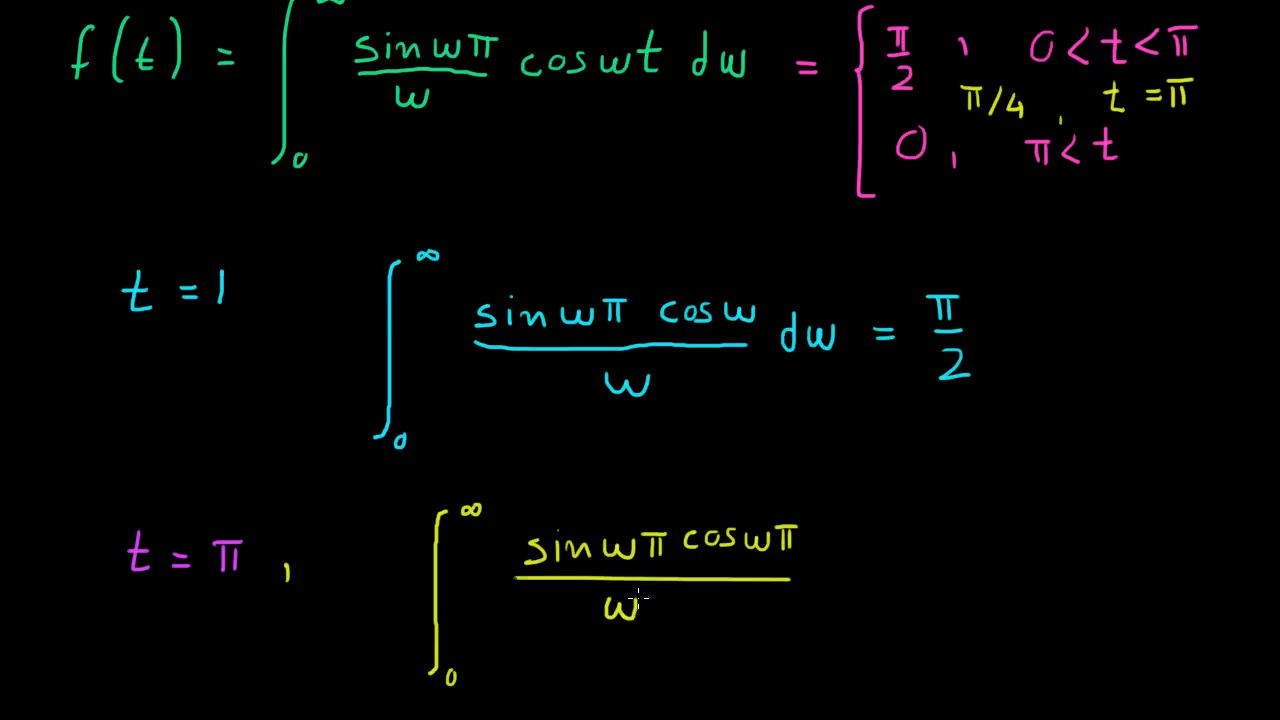 f(t) = ∫₀^∞ sin wπ / w cos wt dw = { π/2 , 0 < t < π
π/4 , t = π
0 , π < t
t = 1 ∫₀^∞ sin wπ cos w / w dw = π/2
t = π , ∫₀^∞ sin wπ cos wπ / w